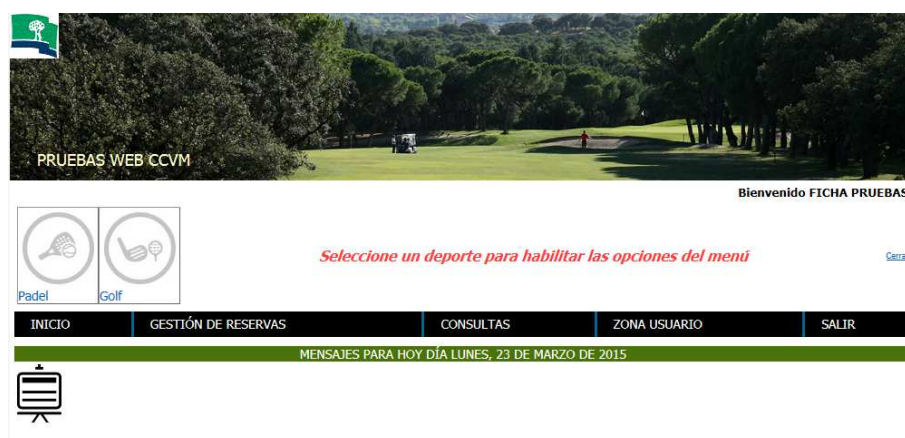 PRUEBAS WEB CCVM
Bienvenido FICHA PRUEBAS
Seleccione un deporte para habilitar las opciones del menú
Cerra
Padel Golf
INICIO GESTIÓN DE RESERVAS CONSULTAS ZONA USUARIO SALIR
MENSAJES PARA HOY DÍA LUNES, 23 DE MARZO DE 2015